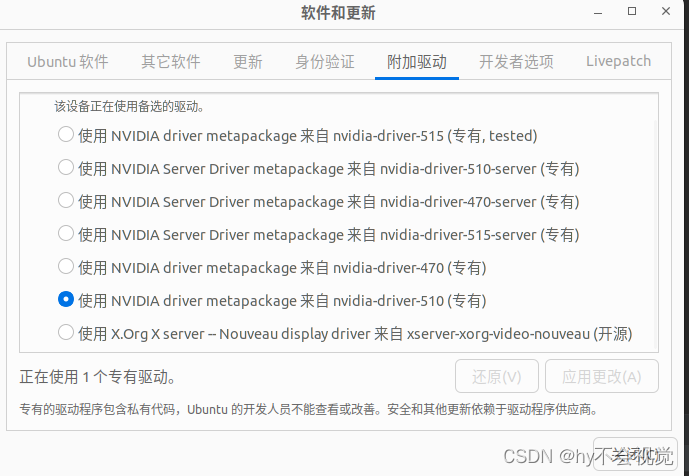 软件和更新
Ubuntu 软件 其它软件 更新 身份验证 附加驱动 开发者选项 Livepatch
该设备正在使用备选的驱动。
使用 NVIDIA driver metapackage 来自 nvidia-driver-515 (专有, tested)
使用 NVIDIA Server Driver metapackage 来自 nvidia-driver-510-server (专有)
使用 NVIDIA Server Driver metapackage 来自 nvidia-driver-470-server (专有)
使用 NVIDIA Server Driver metapackage 来自 nvidia-driver-515-server (专有)
使用 NVIDIA driver metapackage 来自 nvidia-driver-470 (专有)
使用 NVIDIA driver metapackage 来自 nvidia-driver-510 (专有)
使用 X.Org X server -- Nouveau display driver 来自 xserver-xorg-video-nouveau (开源)
正在使用 1 个专有驱动。 还原(V) 应用更改(A)
专有的驱动程序包含私有代码，Ubuntu 的开发人员不能查看或改善。安全和其他更新依赖于驱动程序供应商。
CSDN @hy不会视觉